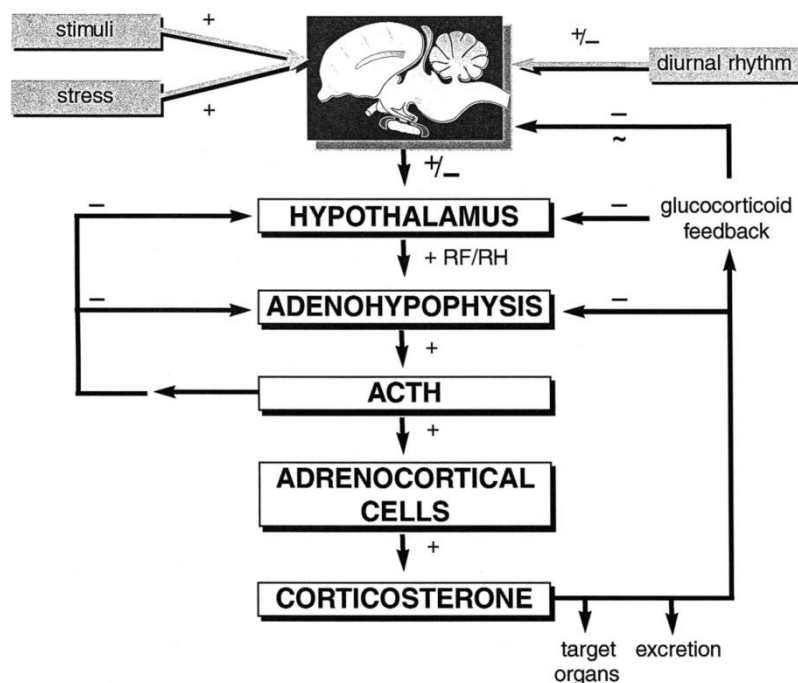 stimuli
+
+/–
diurnal rhythm
stress
+
–
~
+/–
–
HYPOTHALAMUS
–
glucocorticoid
feedback
+ RF/RH
–
ADENOHYPOPHYSIS
–
+
ACTH
+
ADRENOCORTICAL
CELLS
+
CORTICOSTERONE
target
organs
excretion